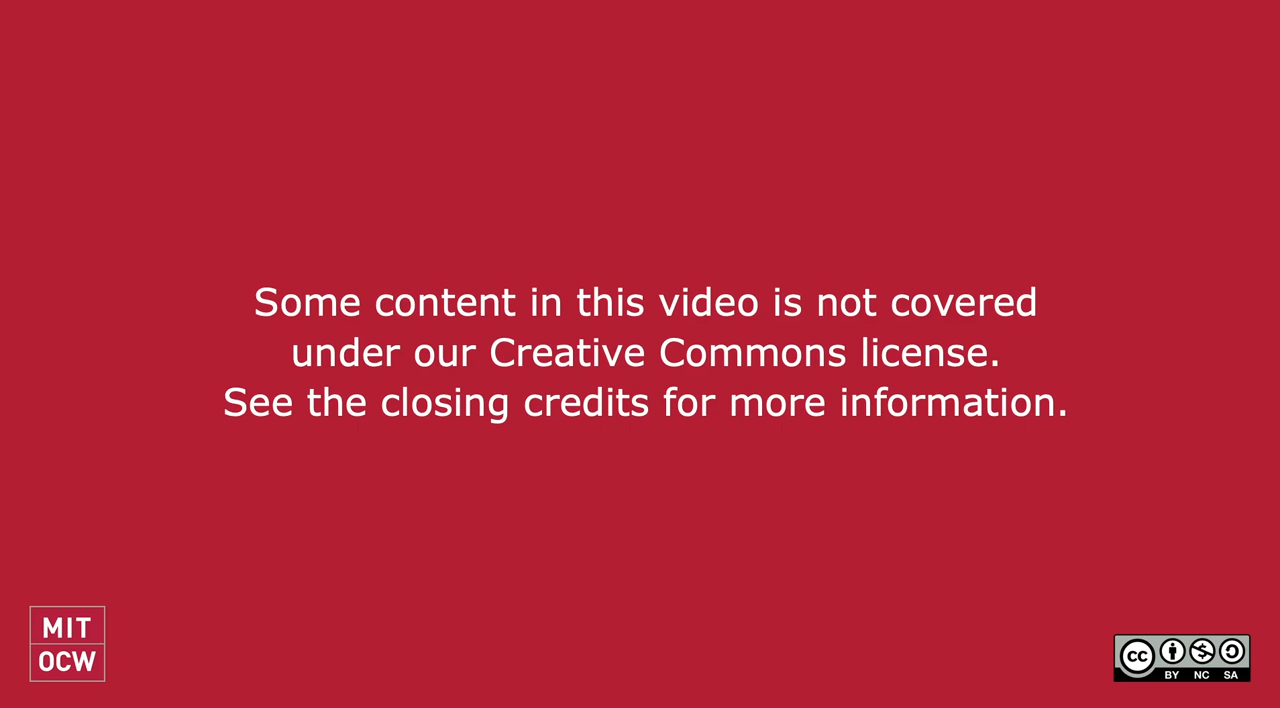 Some content in this video is not covered
under our Creative Commons license.
See the closing credits for more information.
MIT
OCW
cc
BY NC SA